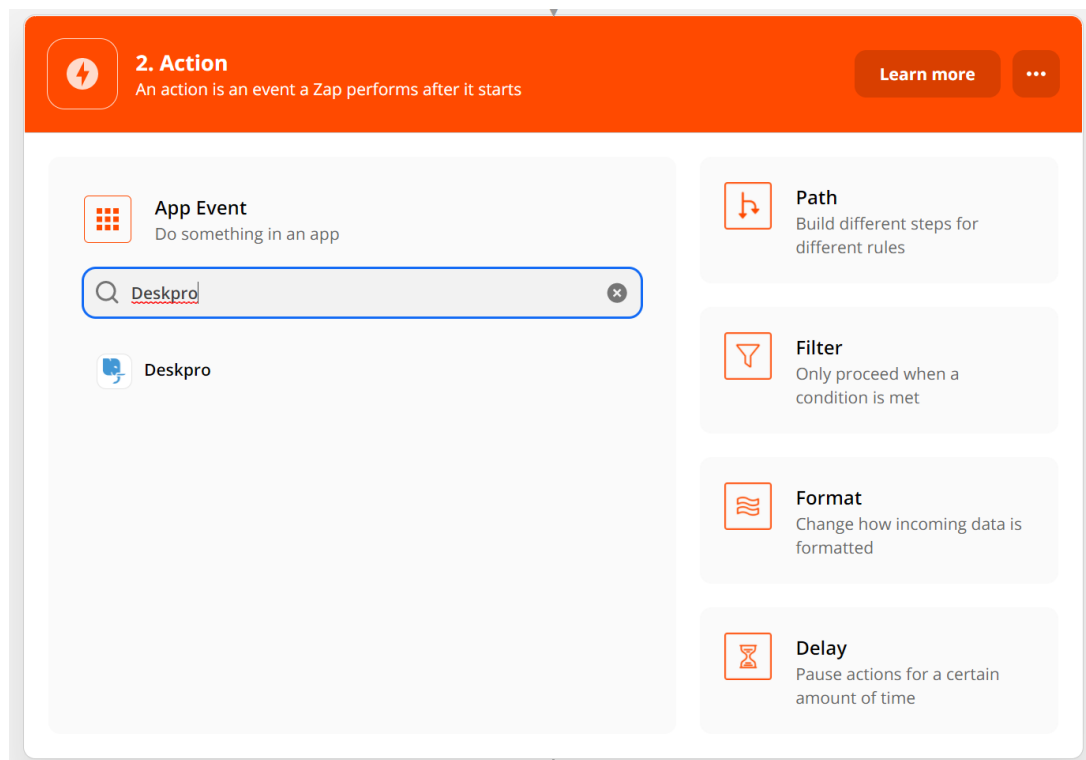 2. Action
An action is an event a Zap performs after it starts
Learn more
App Event
Do something in an app
Deskpro
Deskpro
Path
Build different steps for
different rules
Filter
Only proceed when a
condition is met
Format
Change how incoming data is
formatted
Delay
Pause actions for a certain
amount of time